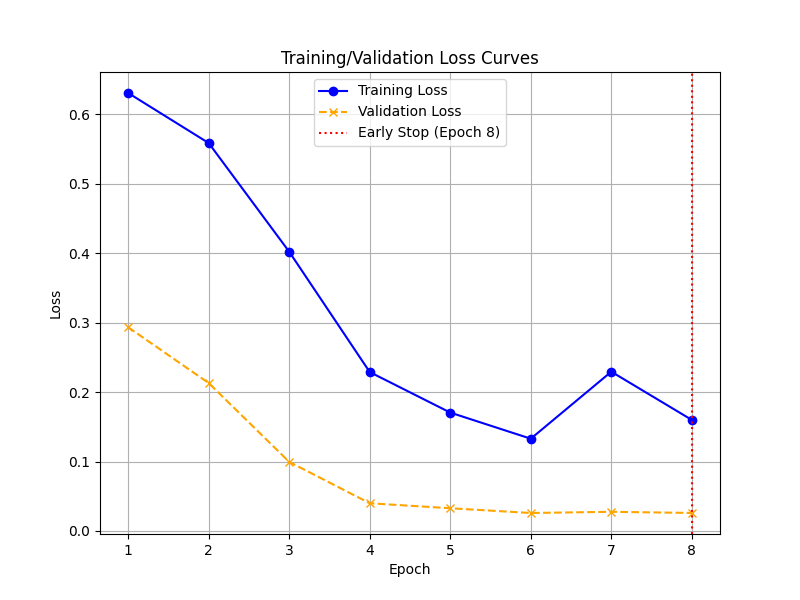 Training/Validation Loss Curves
Training Loss
Validation Loss
Early Stop (Epoch 8)
0.6
0.5
0.4
0.3
0.2
0.1
0.0
Loss
1 2 3 4 5 6 7 8
Epoch